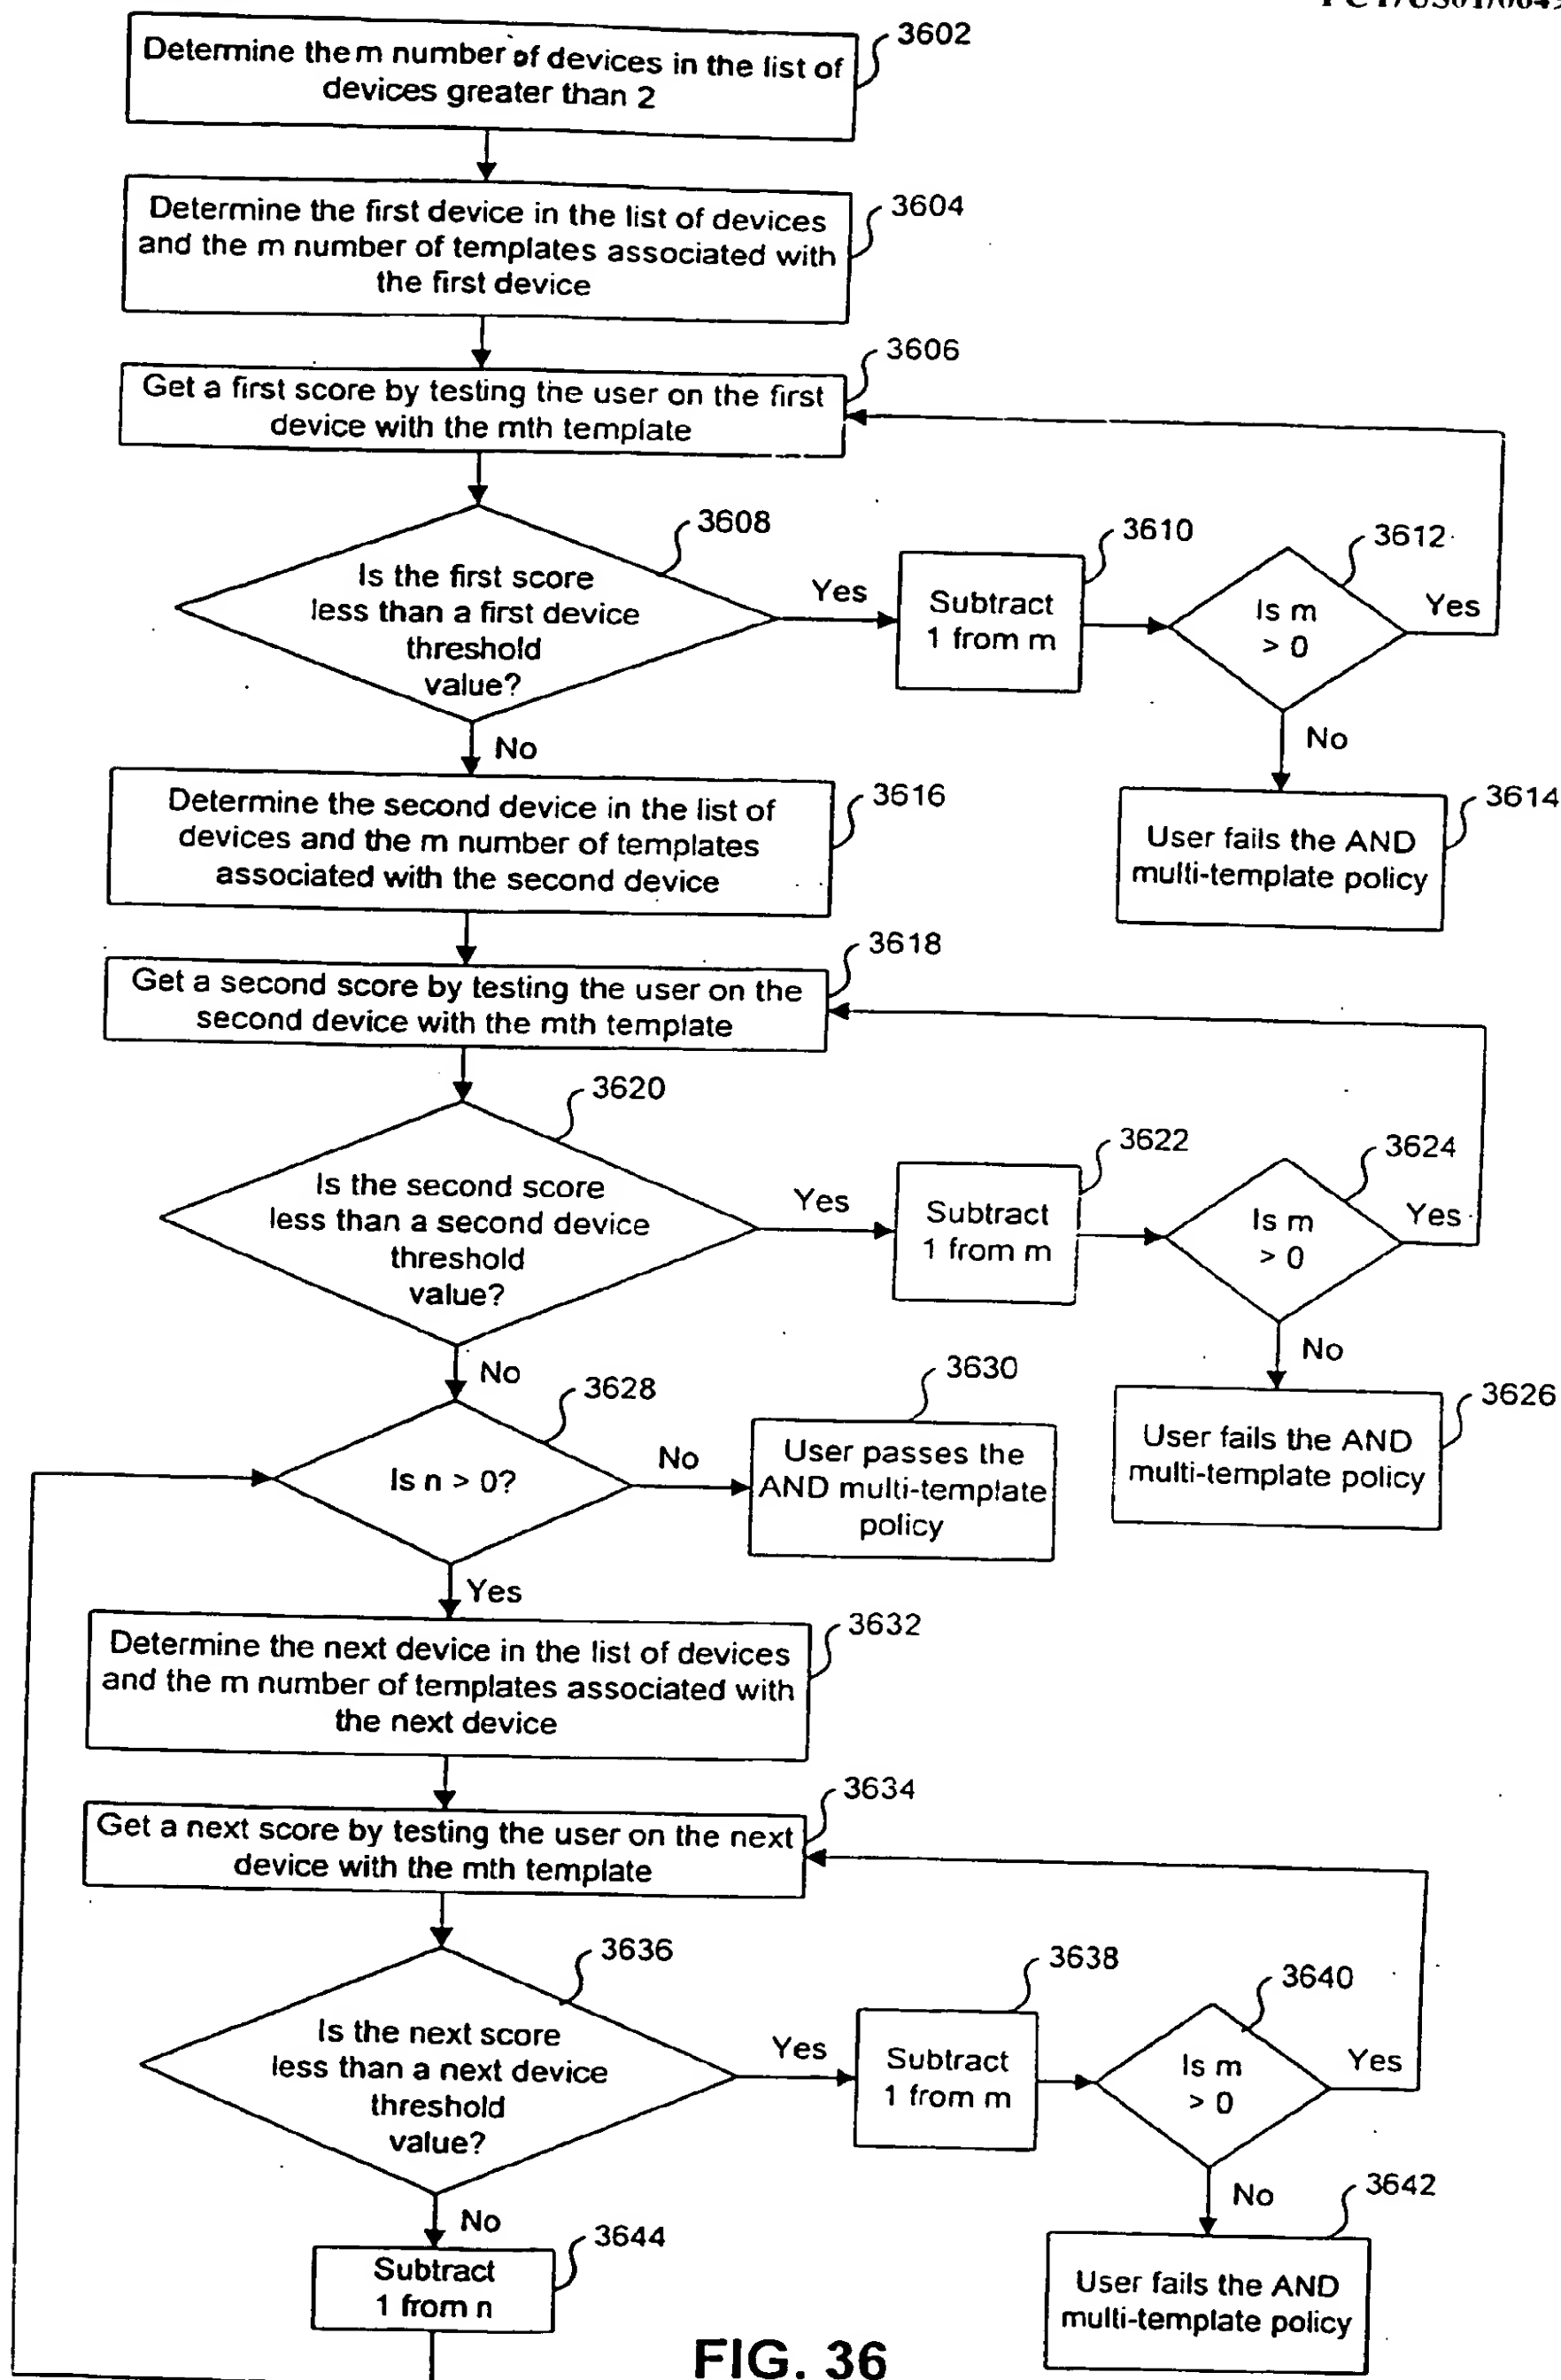 3602
Determine the m number of devices in the list of
devices greater than 2
3604
Determine the first device in the list of devices
and the m number of templates associated with
the first device
3606
Get a first score by testing the user on the first
device with the mth template
3608
Is the first score
less than a first device
threshold
value?
Yes
3610
Subtract
1 from m
3612
Is m
> 0
Yes
No
No
3614
User fails the AND
multi-template policy
3616
Determine the second device in the list of
devices and the m number of templates
associated with the second device
3618
Get a second score by testing the user on the
second device with the mth template
3620
Is the second score
less than a second device
threshold
value?
Yes
3622
Subtract
1 from m
3624
Is m
> 0
Yes
No
No
3626
User fails the AND
multi-template policy
3628
Is n > 0?
No
3630
User passes the
AND multi-template
policy
Yes
3632
Determine the next device in the list of devices
and the m number of templates associated with
the next device
3634
Get a next score by testing the user on the next
device with the mth template
3636
Is the next score
less than a next device
threshold
value?
Yes
3638
Subtract
1 from m
3640
Is m
> 0
Yes
No
No
3642
User fails the AND
multi-template policy
3644
Subtract
1 from n
FIG. 36